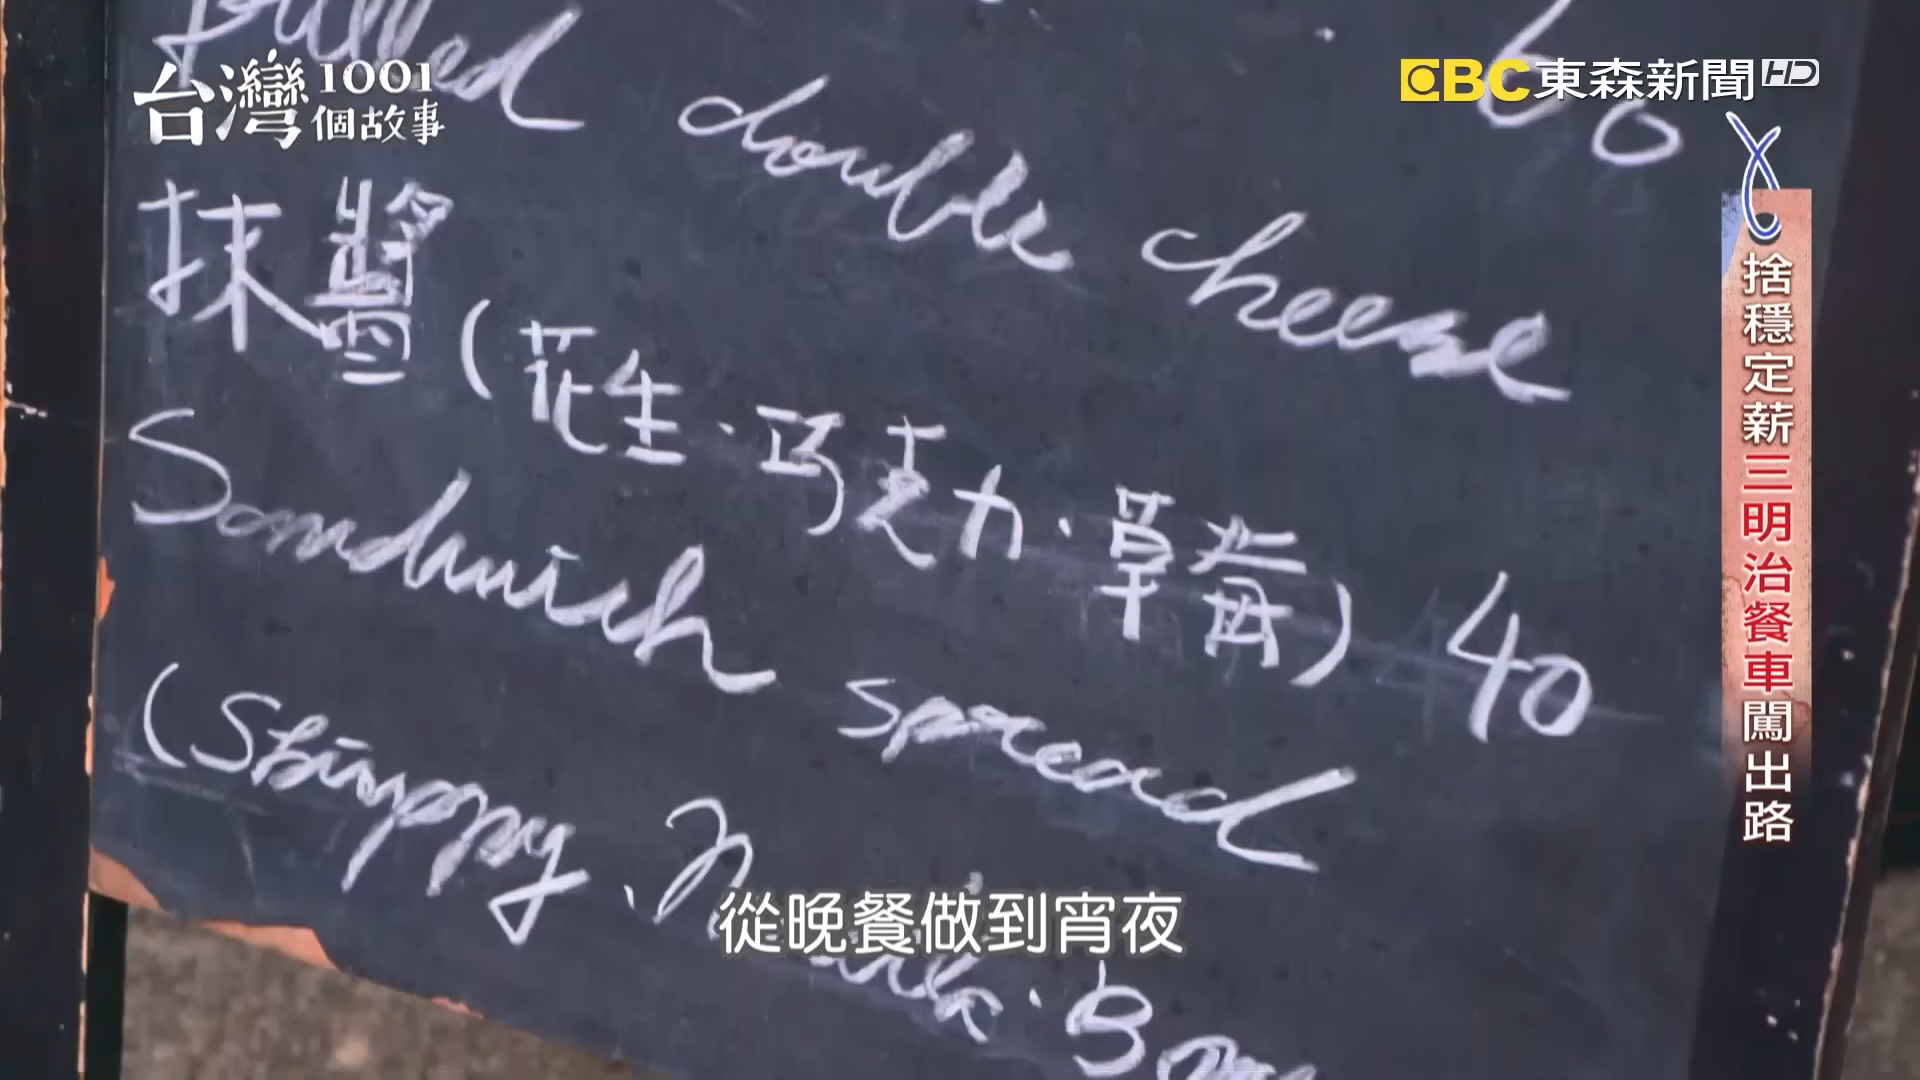 台灣1001個故事
EBC東森新聞HD
60
double cheese
抹醬(花生·巧克力·草莓) 40
Sandwich spread
(Skippy.
捨穩定薪三明治餐車闖出路
從晚餐做到宵夜